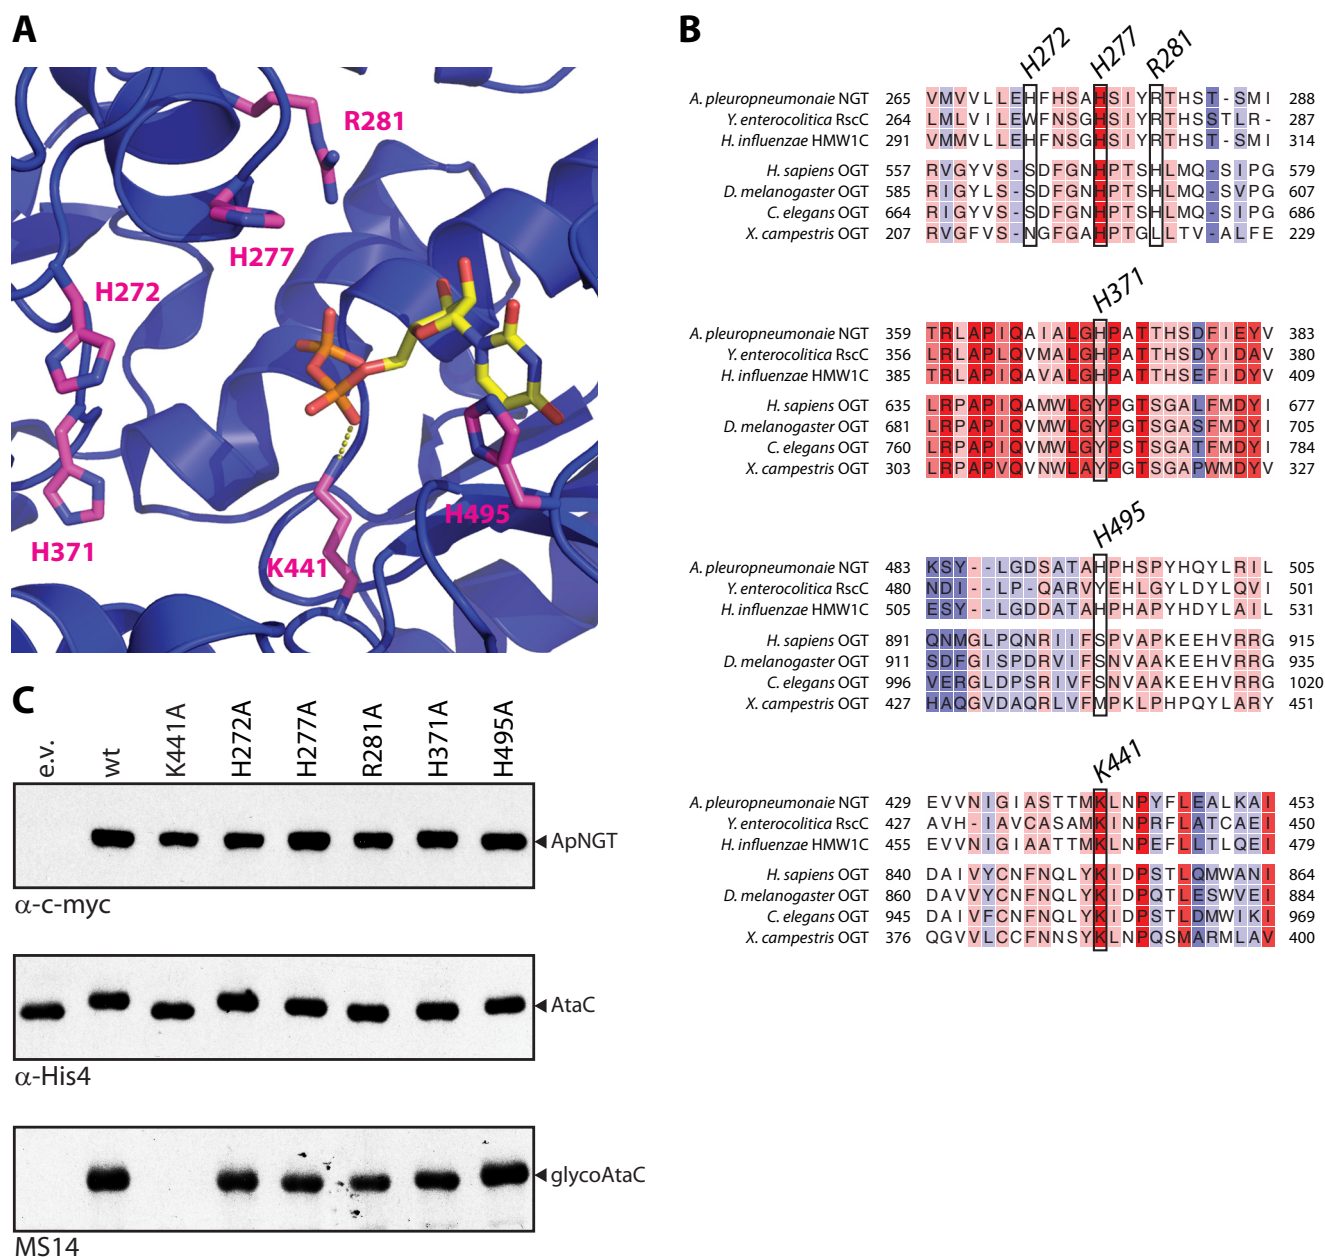 A
R281
H277
H272
H371
K441
H495
B
H272 H277 R281
A. pleuropneumonaie NGT 265 VMVVLLEHFHSAHSIYRTHST-SMI 288
Y. enterocolitica RscC 264 LMLVILEWFNSGHSIYRTHSSTLR- 287
H. influenzae HMW1C 291 VMVVLLEHFNSGHSIYRTHST-SMI 314
H. sapiens OGT 557 RVGYVS-SDFGNHPTSHLMQ-SIPG 579
D. melanogaster OGT 585 RIGYLS-SDFGNHPTSHLMQ-SVPG 607
C. elegans OGT 664 RIGYVS-SDFGNHPTSHLMQ-SIPG 686
X. campestris OGT 207 RVGFVS-NGFGAHPTGLLTV-ALFE 229
H371
A. pleuropneumonaie NGT 359 TRLAPIQAIALGHPATTHSDFIEYV 383
Y. enterocolitica RscC 356 LRLAPLQVMALGHPATTHSDYIDAV 380
H. influenzae HMW1C 385 TRLAPIQAVALGHPATTHSEFIDYV 409
H. sapiens OGT 635 LRPAPIQAMWLGYPGTSGALFMDYI 677
D. melanogaster OGT 681 LRPAPIQVMWLGYPGTSGASFMDYI 705
C. elegans OGT 760 LRPAPIQVMWLGYPSTSGATFMDYI 784
X. campestris OGT 303 LRPAPVQVNWLAYPGTSGAPWMDYV 327
H495
A. pleuropneumonaie NGT 483 KSY--LGDSATAHPHSPYHQYLRIL 505
Y. enterocolitica RscC 480 NDI--LP-QARVYEHLGYLDYLQVI 501
H. influenzae HMW1C 505 ESY--LGDDATAHPHAPYHDYLAIL 531
H. sapiens OGT 891 QNMGLPQNRIIFSPVAPKEEHVRRG 915
D. melanogaster OGT 911 SDFGISPDRVIFSNVAAKEEHVRRG 935
C. elegans OGT 996 VERGLDPSRIVFSNVAAKEEHVRRG 1020
X. campestris OGT 427 HAQGVDAQRLVFMPKLPHPQYLARY 451
K441
A. pleuropneumonaie NGT 429 EVVNIGIASTTMKLNPYFLEALKAI 453
Y. enterocolitica RscC 427 AVH-IAVCASAMKINPRFLATCAEI 450
H. influenzae HMW1C 455 EVVNIGIAATTMKLNPEFLLTLQEI 479
H. sapiens OGT 840 DAIVYCNFNQLYKIDPSTLQMWANI 864
D. melanogaster OGT 860 DAVVYCNFNQLYKIDPQTLESWVEI 884
C. elegans OGT 945 DAIVFCNFNQLYKIDPSTLDMWIKI 969
X. campestris OGT 376 QGVVLCCFNNSYKLNPQSMARMLAV 400
C
e.v. wt K441A H272A H277A R281A H371A H495A
ApNGT
α-c-myc
AtaC
α-His4
glycoAtaC
MS14